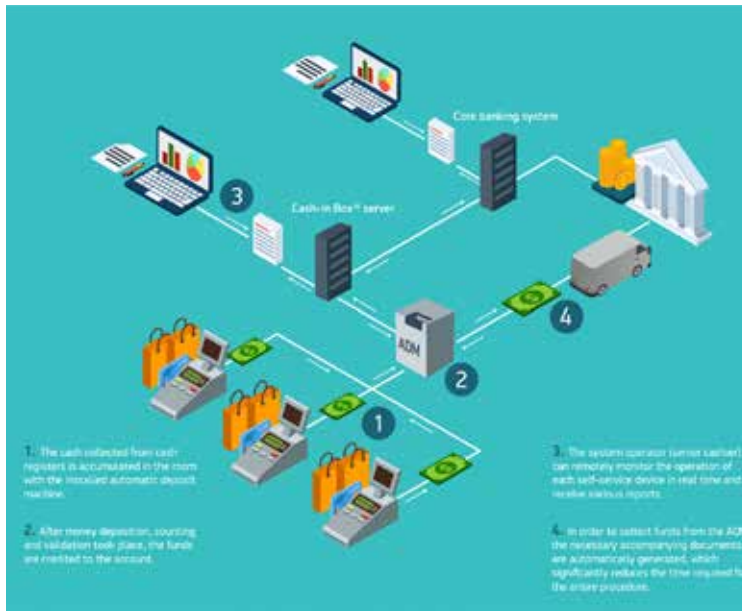 Core banking system
3
Cash-in Box® server
4
ADM
2
1
1. The cash collected from cash
registers is accumulated in the room
with the installed automatic deposit
machine.
2. After money deposition, counting
and validation took place, the funds
are credited to the account.
3. The system operator (senior cashier)
can remotely monitor the operation of
each self-service device in real time and
receive various reports.
4. In order to collect funds from the ADM
the necessary accompanying documents
are automatically generated, which
significantly reduces the time required for
the entire procedure.